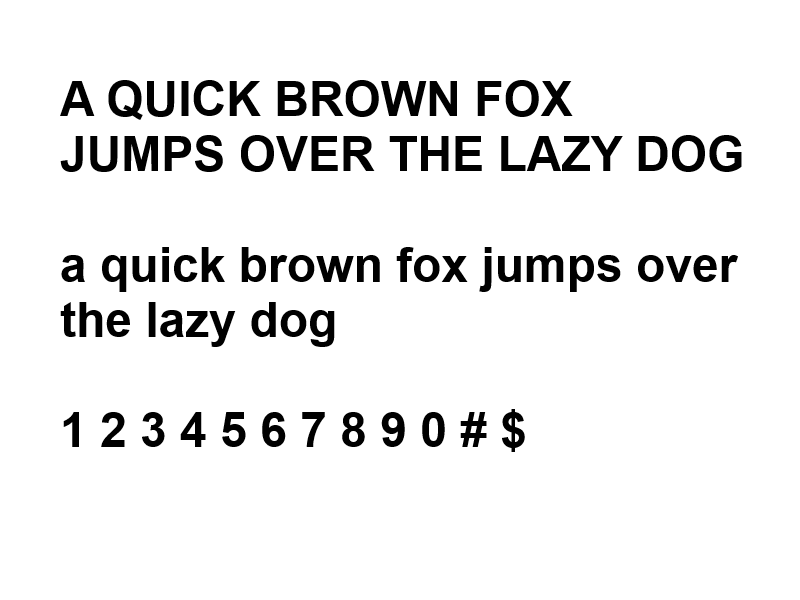 A QUICK BROWN FOX
JUMPS OVER THE LAZY DOG
a quick brown fox jumps over
the lazy dog
1 2 3 4 5 6 7 8 9 0 # $